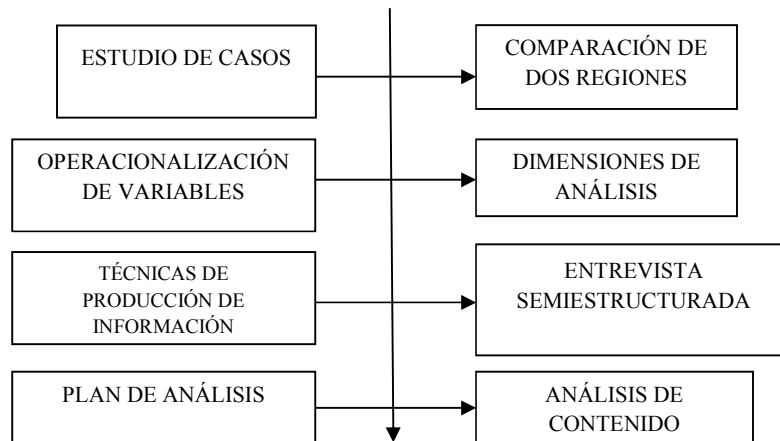 ESTUDIO DE CASOS
COMPARACIÓN DE
DOS REGIONES
OPERACIONALIZACIÓN
DE VARIABLES
DIMENSIONES DE
ANÁLISIS
TÉCNICAS DE
PRODUCCIÓN DE
INFORMACIÓN
ENTREVISTA
SEMIESTRUCTURADA
PLAN DE ANÁLISIS
ANÁLISIS DE
CONTENIDO